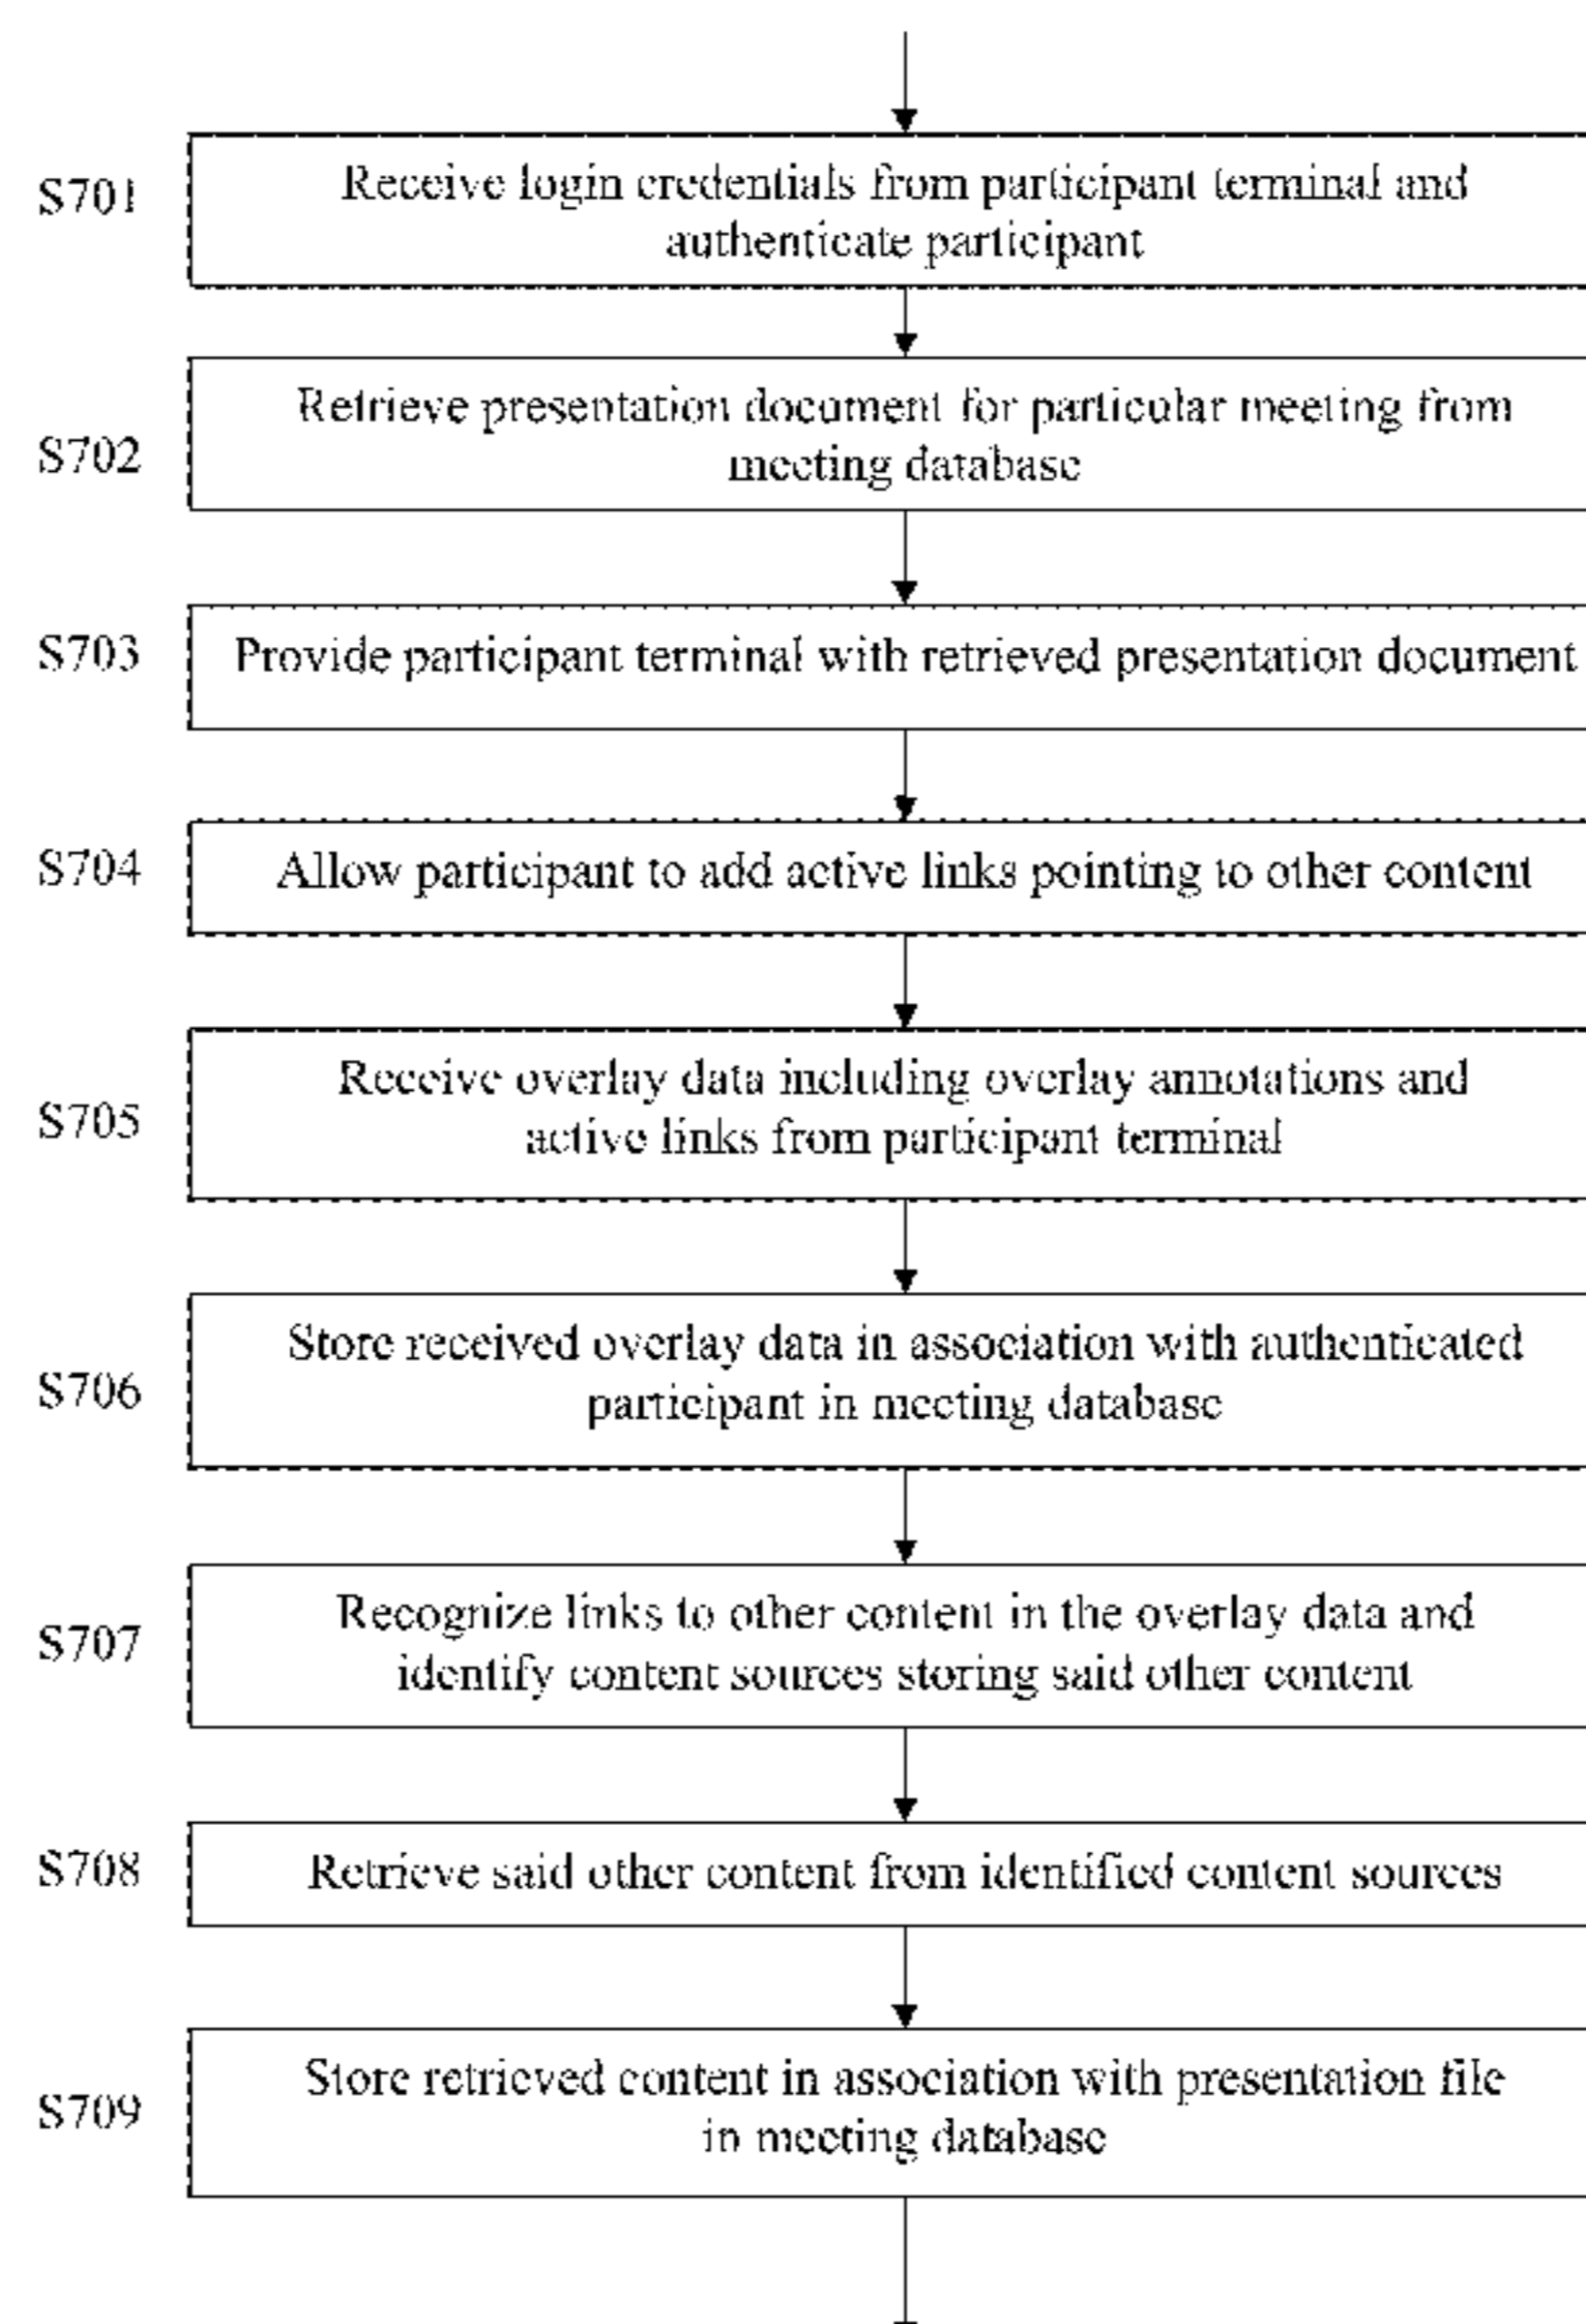 S701
Receive login credentials from participant terminal and
authenticate participant
S702
Retrieve presentation document for particular meeting from
meeting database
S703
Provide participant terminal with retrieved presentation document
S704
Allow participant to add active links pointing to other content
S705
Receive overlay data including overlay annotations and
active links from participant terminal
S706
Store received overlay data in association with authenticated
participant in meeting database
S707
Recognize links to other content in the overlay data and
identify content sources storing said other content
S708
Retrieve said other content from identified content sources
S709
Store retrieved content in association with presentation file
in meeting database